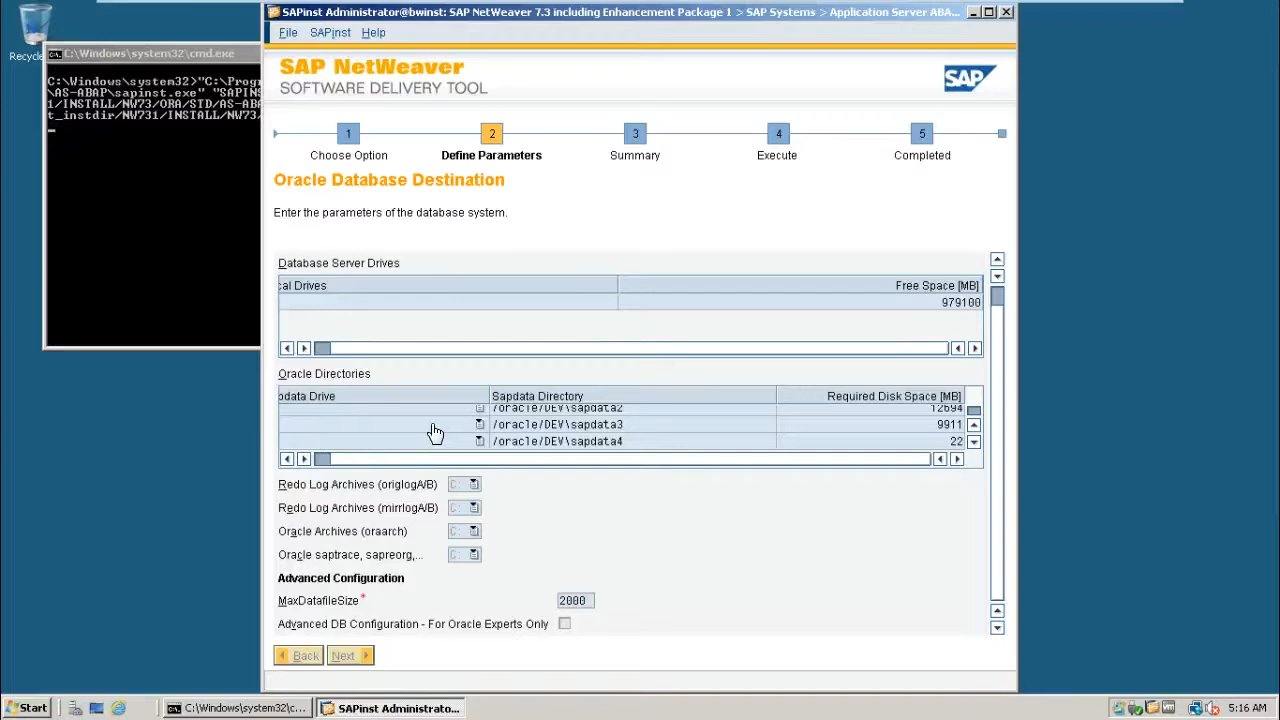 SAPinst Administrator@bwinst: SAP NetWeaver 7.3 including Enhancement Package 1 > SAP Systems > Application Server ABA...
File SAPinst Help
Recycle
C:\Windows\system32\cmd.exe
SAP NetWeaver
SOFTWARE DELIVERY TOOL
SAP
C:\Windows\system32>"C:\Progr
\AS-ABAP\sapinst.exe" "SAPINS
1/INSTALL/NW73/ORA/STD/AS-ABA
t_instdir/NW731/INSTALL/NW73/
1 2 3 4 5
Choose Option Define Parameters Summary Execute Completed
Oracle Database Destination
Enter the parameters of the database system.
Database Server Drives
cal Drives Free Space [MB]
979100
Oracle Directories
pdata Drive Sapdata Directory Required Disk Space [MB]
/oracle/DEV\sapdata2 12694
/oracle/DEV\sapdata3 9911
/oracle/DEV\sapdata4 22
Redo Log Archives (origlogA/B) C:
Redo Log Archives (mirrlogA/B) C:
Oracle Archives (oraarch) C:
Oracle saptrace, sapreorg,... C:
Advanced Configuration
MaxDatafileSize * 2000
Advanced DB Configuration - For Oracle Experts Only
Back Next
Start C:\Windows\system32\c... SAPinst Administrato... 5:16 AM